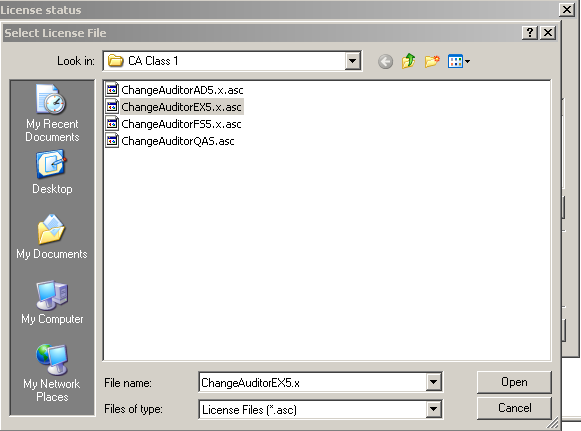 License status
Select License File
Look in: CA Class 1
ChangeAuditorAD5.x.asc
ChangeAuditorEX5.x.asc
ChangeAuditorFS5.x.asc
ChangeAuditorQA5.asc
My Recent
Documents
Desktop
My Documents
My Computer
My Network
Places
File name: ChangeAuditorEX5.x Open
Files of type: License Files (*.asc) Cancel